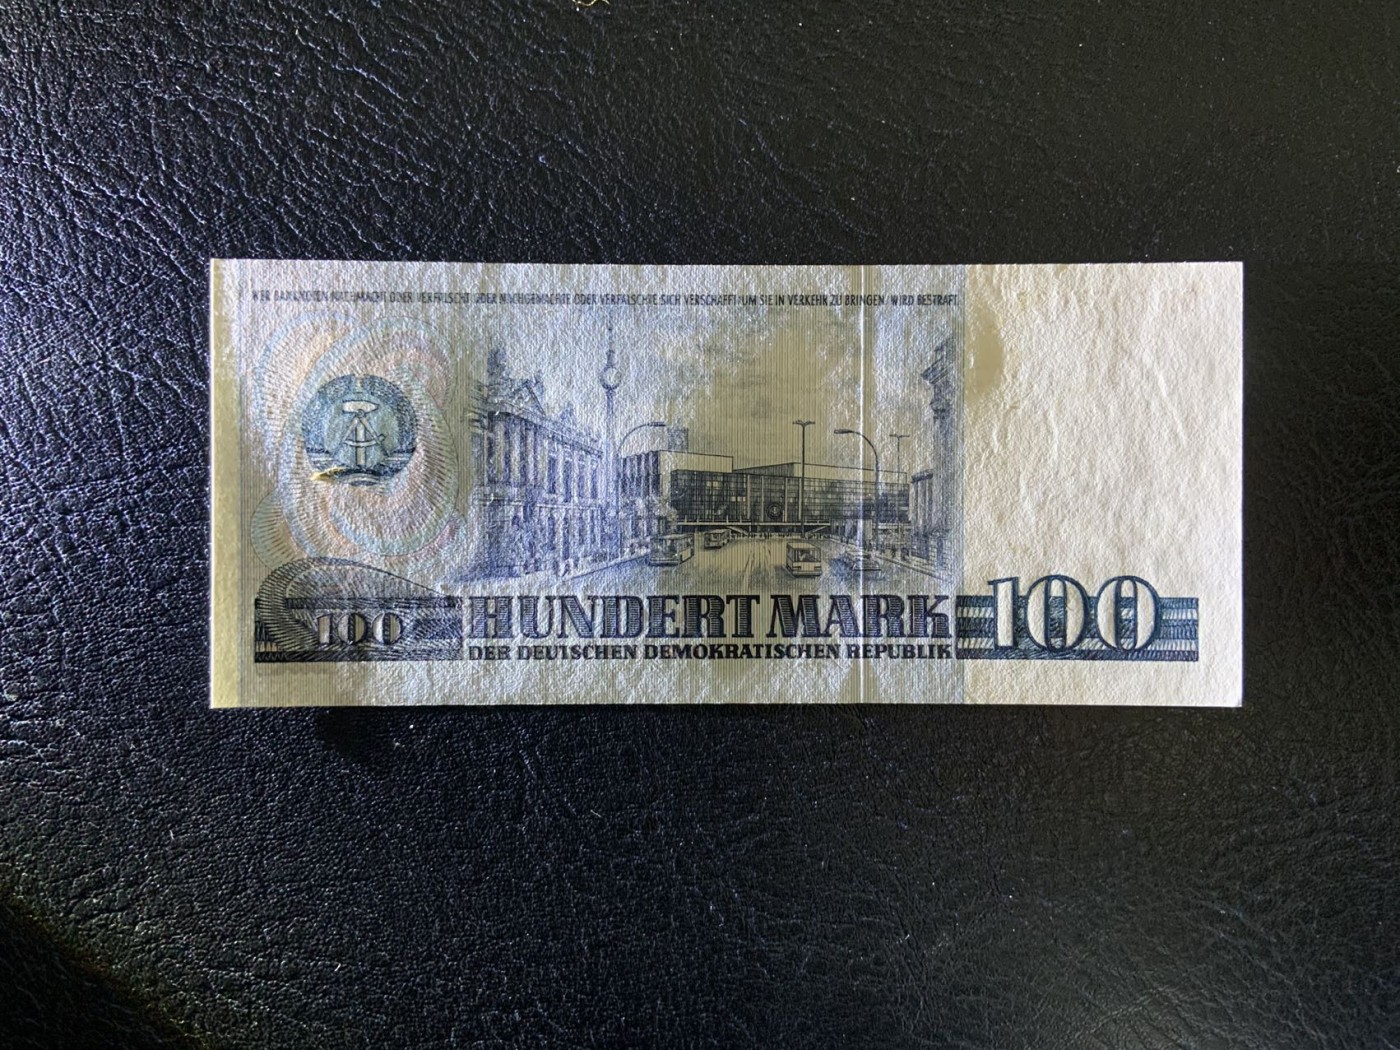 WER BANKNOTEN NACHMACHT ODER VERFÄLSCHT ODER NACHGEMACHTE ODER VERFÄLSCHTE SICH VERSCHAFFT UM SIE IN VERKEHR ZU BRINGEN / WIRD BESTRAFT
100 HUNDERT MARK 100
DER DEUTSCHEN DEMOKRATISCHEN REPUBLIK